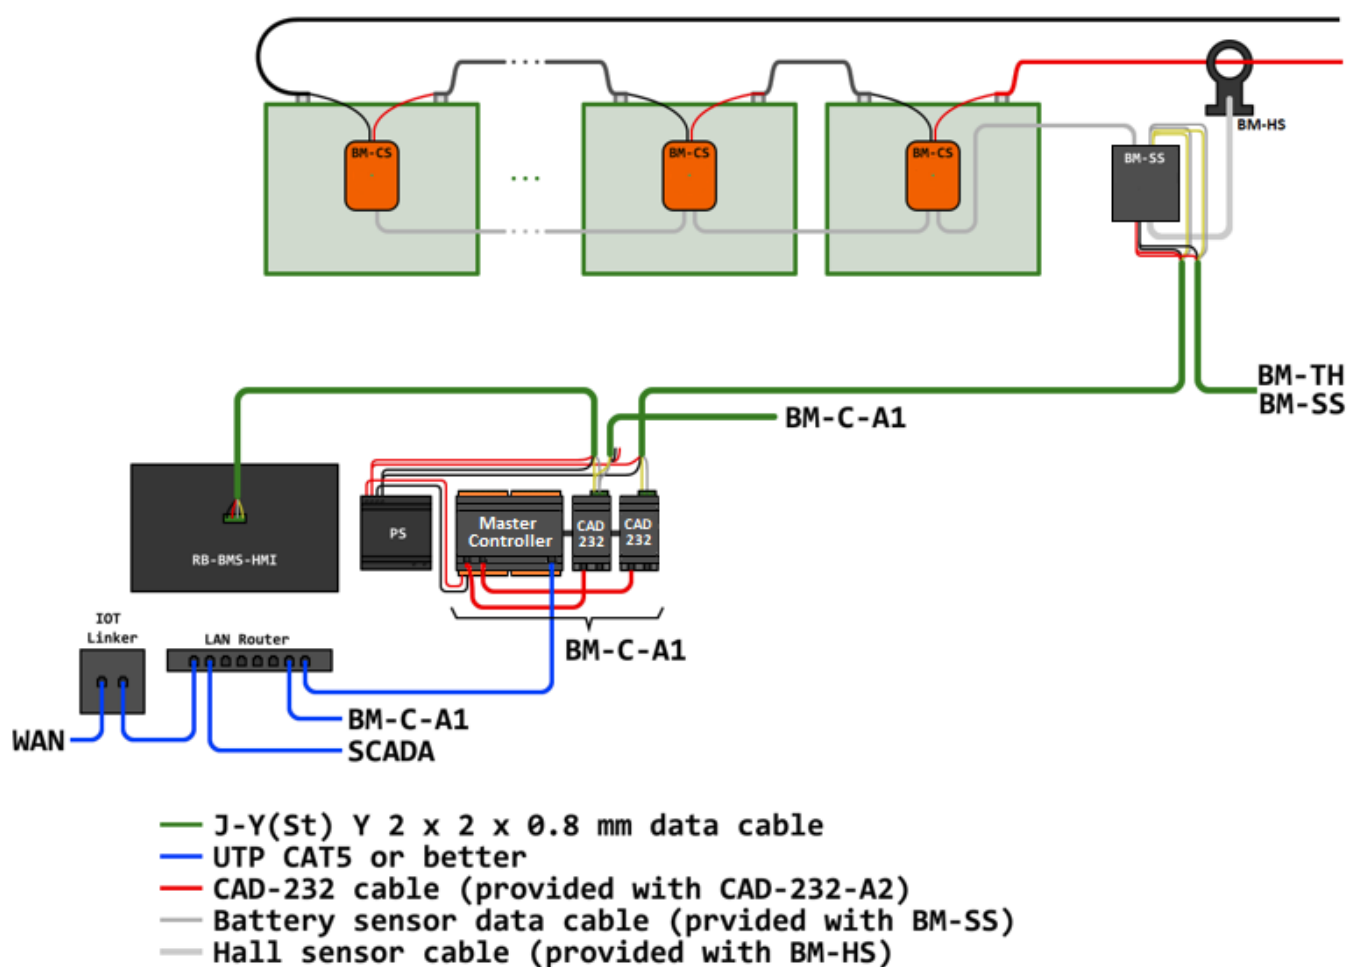 BM-HS
BM-CS
BM-CS
BM-CS
BM-SS
BM-TH
BM-SS
BM-C-A1
PS
Master
Controller
CAD
232
CAD
232
RB-BMS-HMI
IOT
Linker
LAN Router
BM-C-A1
BM-C-A1
WAN
SCADA
J-Y(St) Y 2 x 2 x 0.8 mm data cable
UTP CAT5 or better
CAD-232 cable (provided with CAD-232-A2)
Battery sensor data cable (prvided with BM-SS)
Hall sensor cable (provided with BM-HS)